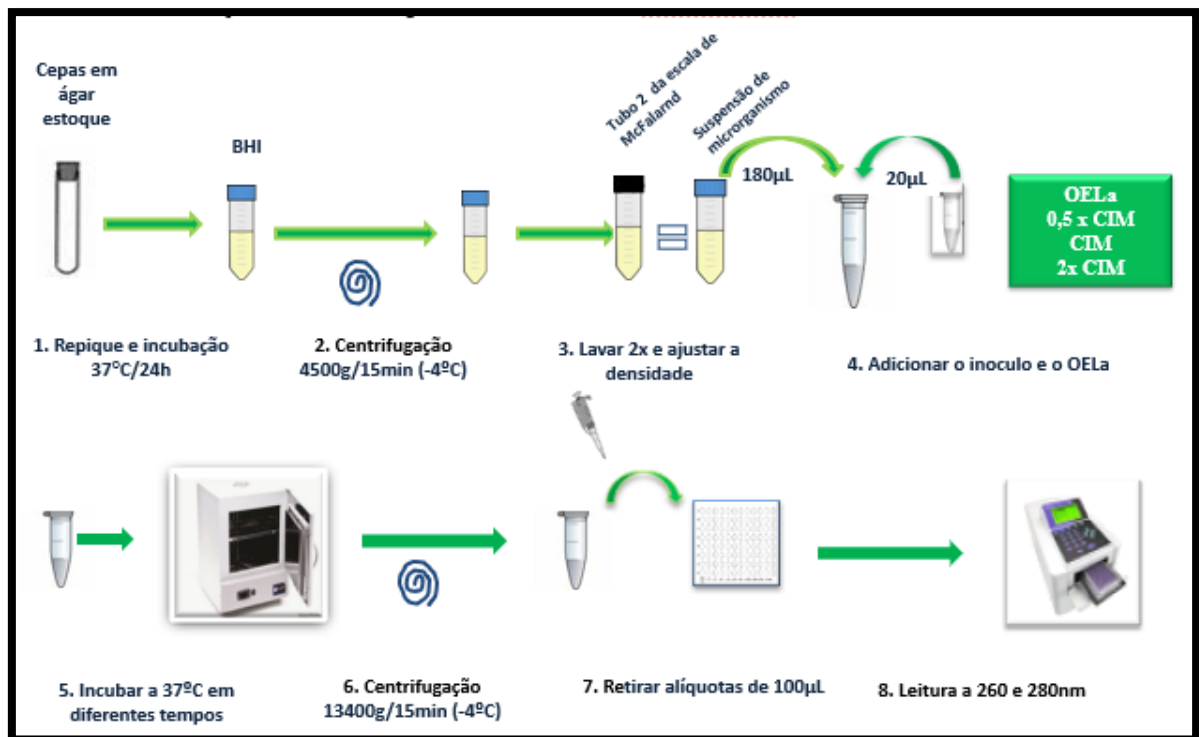 Cepas em
ágar
estoque
BHI
Tubo 2 da escala de
McFalarnd
Suspensão de
microrganismo
180µL
20µL
OELa
0,5 x CIM
CIM
2x CIM
1. Repique e incubação
37°C/24h
2. Centrifugação
4500g/15min (-4ºC)
3. Lavar 2x e ajustar a
densidade
4. Adicionar o inoculo e o OELa
5. Incubar a 37ºC em
diferentes tempos
6. Centrifugação
13400g/15min (-4ºC)
7. Retirar alíquotas de 100µL
8. Leitura a 260 e 280nm